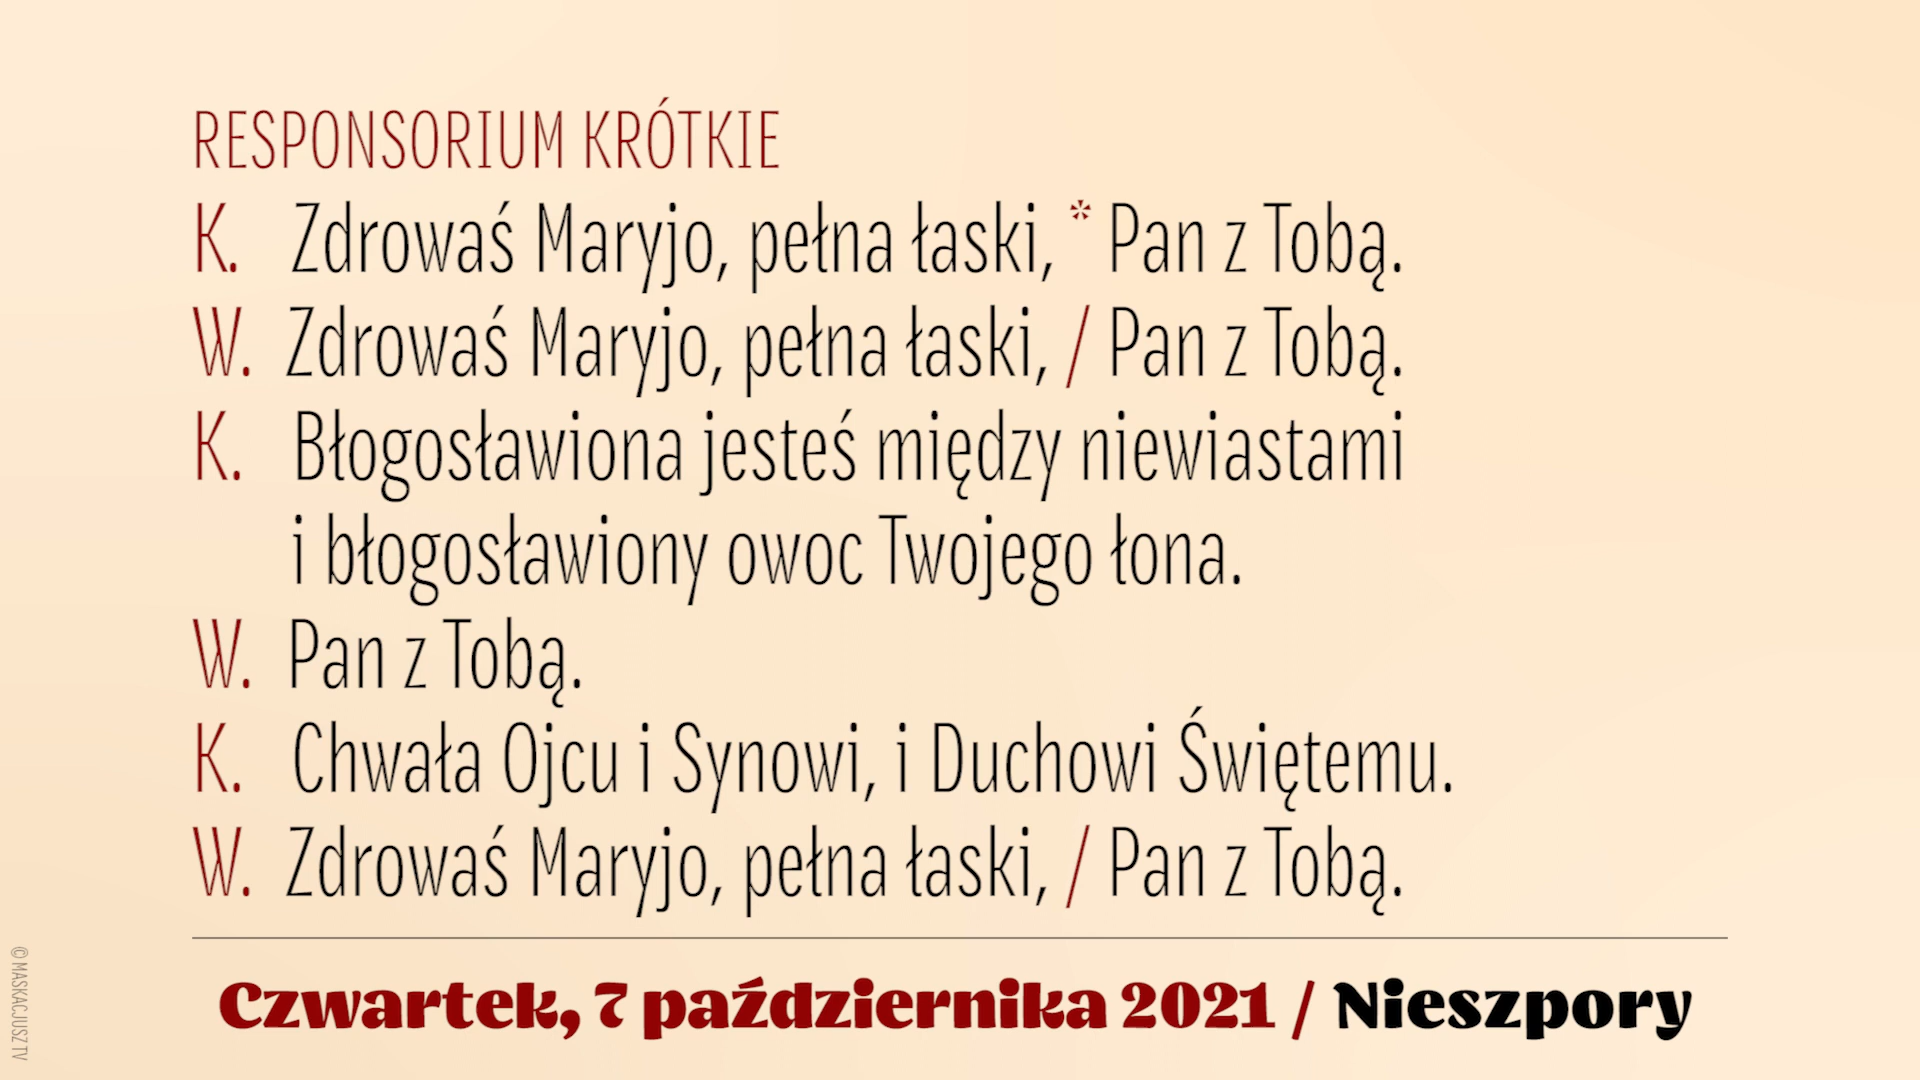 RESPONSORIUM KRÓTKIE
K. Zdrowaś Maryjo, pełna łaski, * Pan z Tobą.
W. Zdrowaś Maryjo, pełna łaski, / Pan z Tobą.
K. Błogosławiona jesteś między niewiastami
i błogosławiony owoc Twojego łona.
W. Pan z Tobą.
K. Chwała Ojcu i Synowi, i Duchowi Świętemu.
W. Zdrowaś Maryjo, pełna łaski, / Pan z Tobą.
Czwartek, 7 października 2021 / Nieszpory
© MASKACJUSZ TV